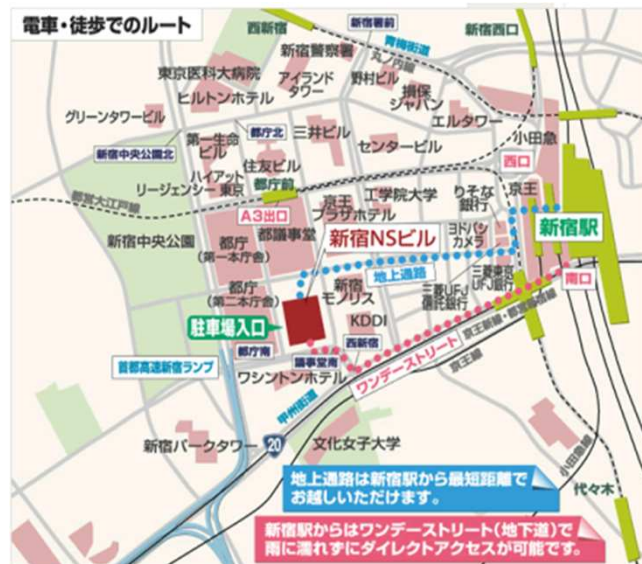 電車・徒歩でのルート
西新宿
新宿署前
青梅街道
新宿西口
新宿警察署
丸ノ内線
東京医科大病院
アイランド
タワー
野村ビル
損保
ジャパン
ヒルトンホテル
エルタワー
グリーンタワービル
小田急
新宿中央公園北
第一生命
ビル
都庁北
三井ビル
センタービル
住友ビル
西口
ハイアット
リージェンシー 東京
都庁前
都営大江戸線
京王
プラザホテル
工学院大学
りそな
銀行
京王
A3出口
新宿駅
新宿中央公園
都庁
(第一本庁舎)
都議事堂
新宿NSビル
ヨドバシ
カメラ
地上通路
南口
都庁
(第二本庁舎)
新宿
モノリス
三菱UFJ
信託銀行
三菱東京
UFJ銀行
駐車場入口
KDDI
京王新線・都営新宿線
西新宿
ワンデーストリート
京王線
都庁南
議事堂南
首都高速新宿ランプ
ワシントンホテル
甲州街道
新宿パークタワー
20
文化女子大学
小田急線
代々木
地上通路は新宿駅から最短距離で
お越しいただけます。
新宿駅からはワンデーストリート(地下道)で
雨に濡れずにダイレクトアクセスが可能です。